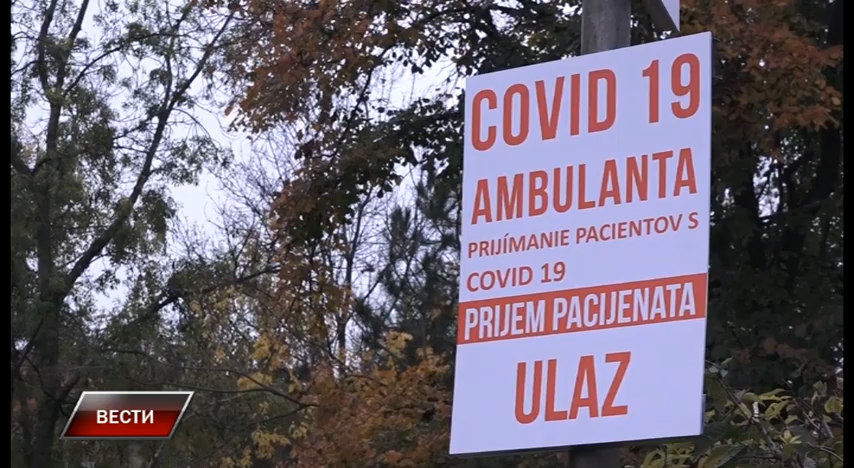 COVID 19
AMBULANTA
PRIJÍMANIE PACIENTOV S
COVID 19
PRIJEM PACIJENATA
ULAZ
ВЕСТИ